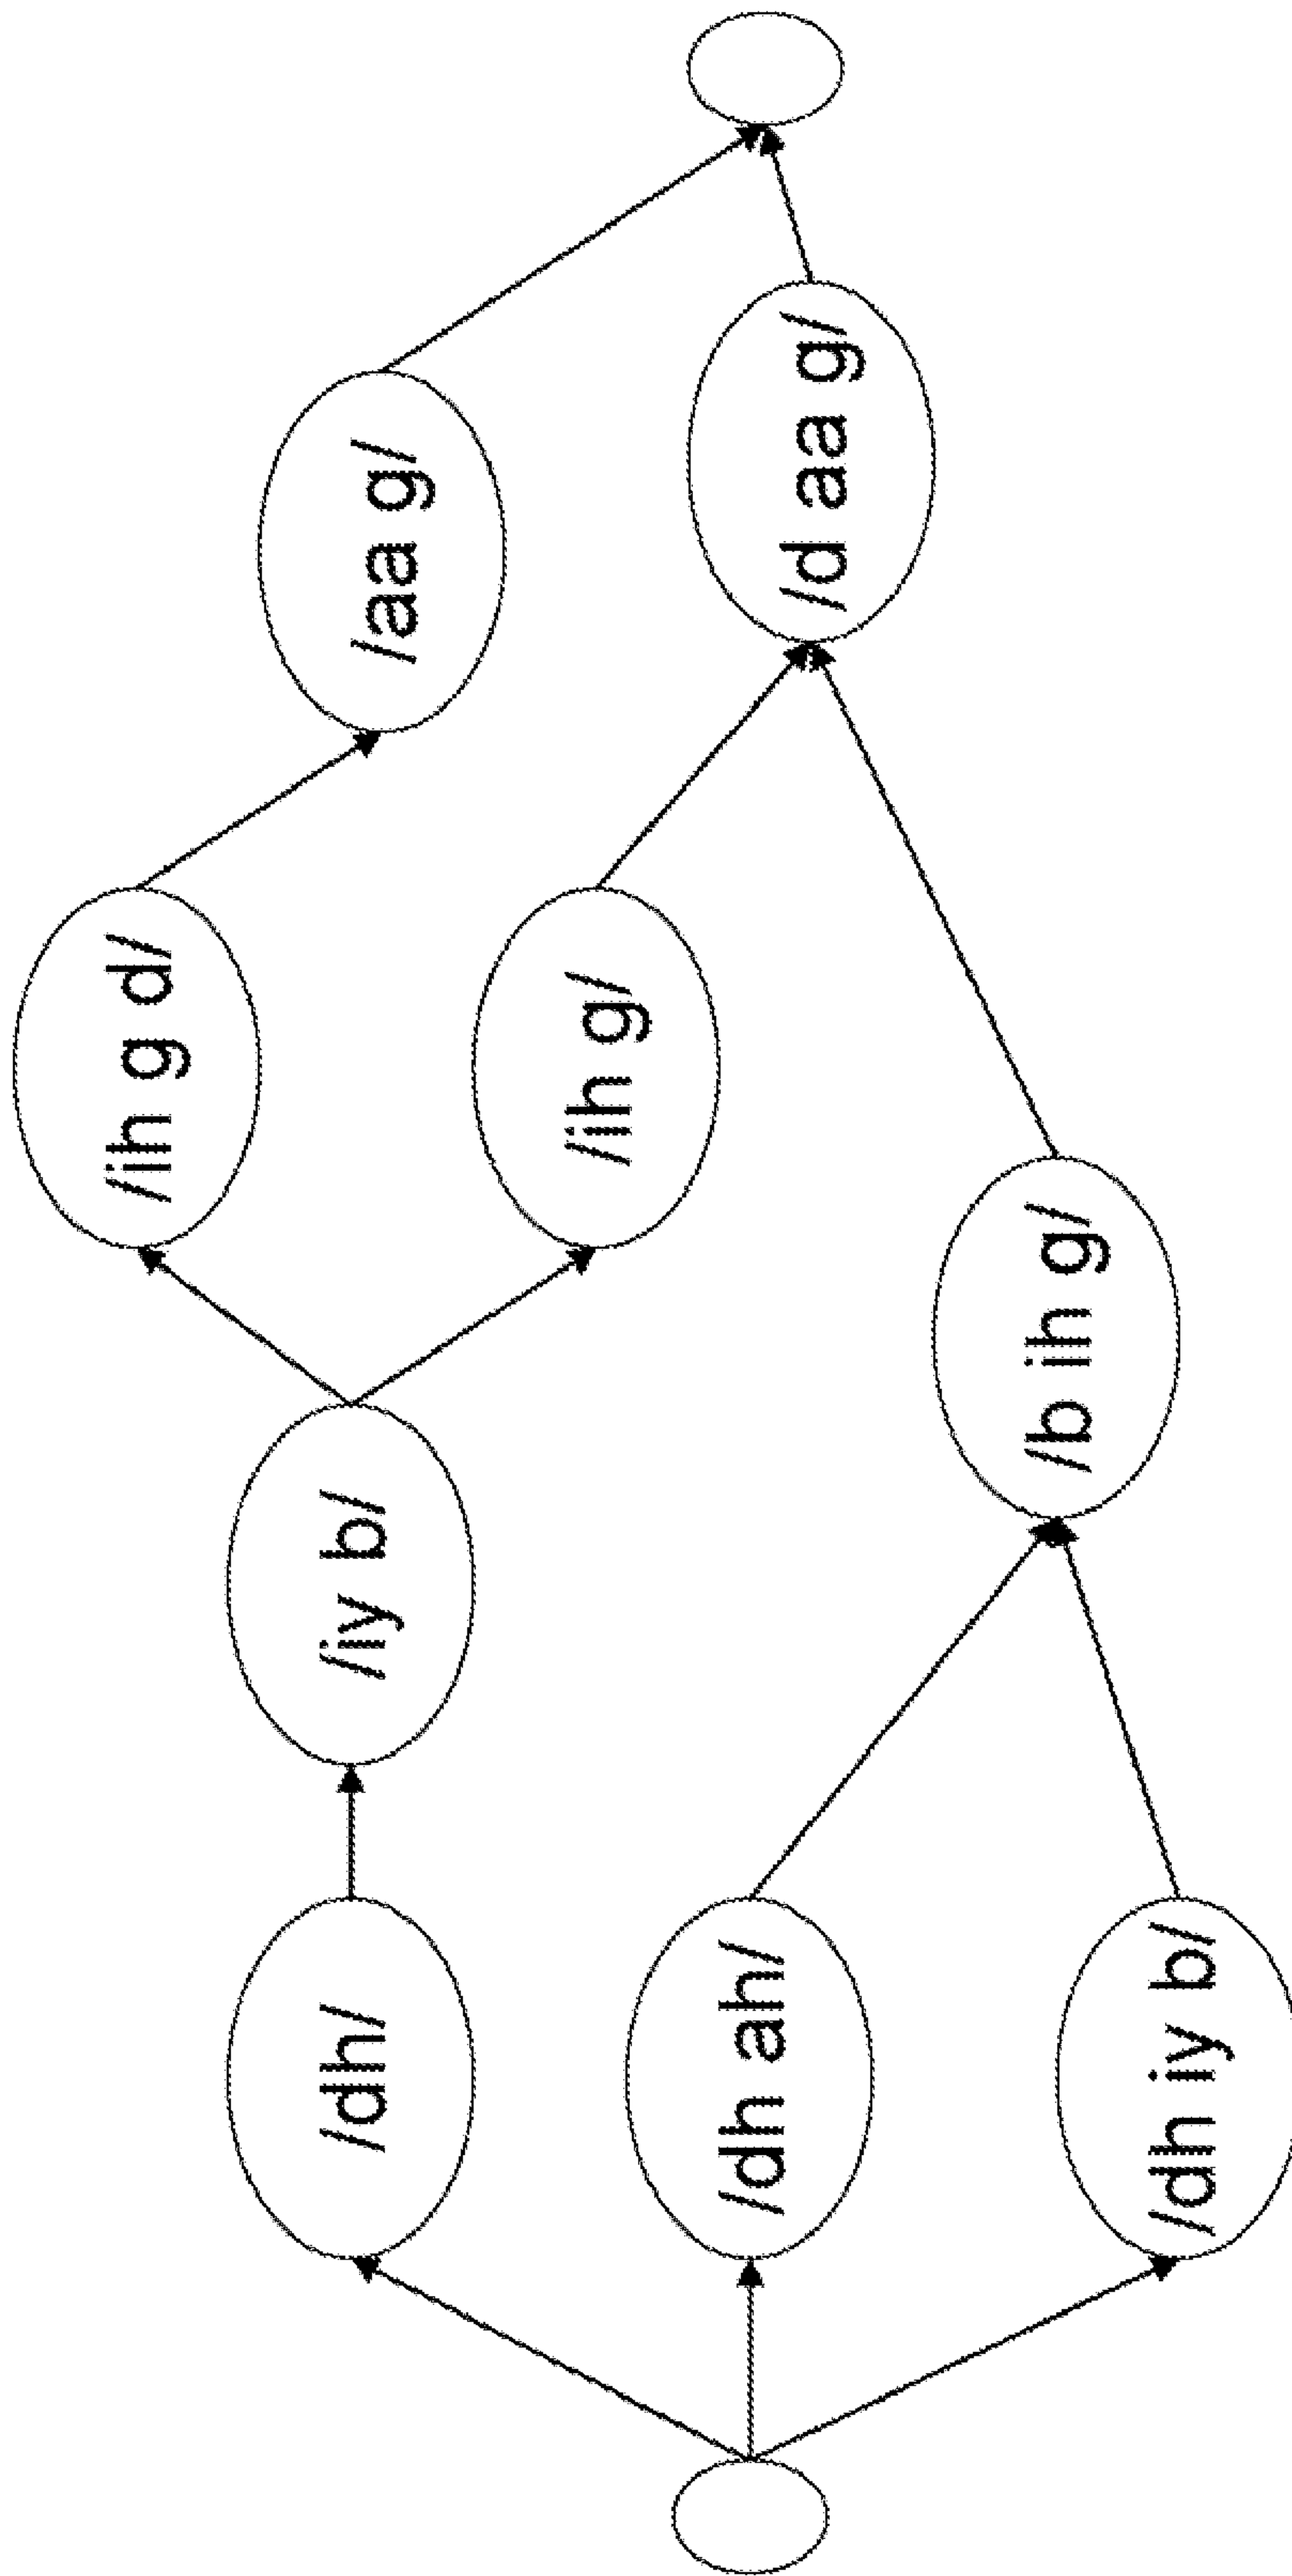 /dh/
/iy b/
/ih g d/
/aa g/
/ih g/
/dh ah/
/d aa g/
/dh iy b/
/b ih g/